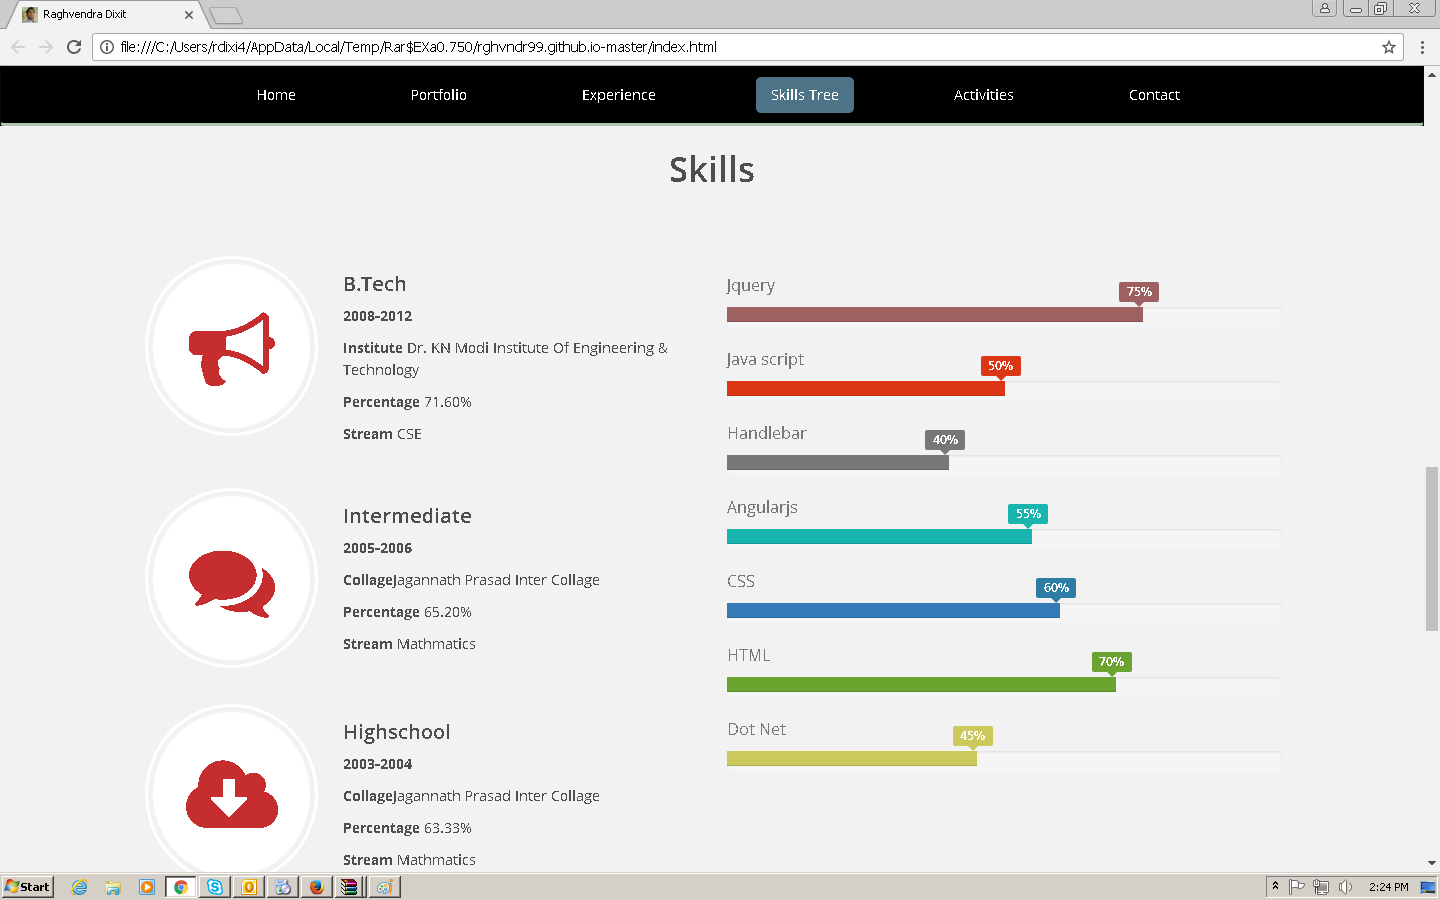 Raghvendra Dixit
file:///C:/Users/rdixi4/AppData/Local/Temp/Rar$EXa0.750/rghvndr99.github.io-master/index.html
Home Portfolio Experience Skills Tree Activities Contact
Skills
B.Tech
2008-2012
Institute Dr. KN Modi Institute Of Engineering &
Technology
Percentage 71.60%
Stream CSE
Intermediate
2005-2006
CollageJagannath Prasad Inter Collage
Percentage 65.20%
Stream Mathmatics
Highschool
2003-2004
CollageJagannath Prasad Inter Collage
Percentage 63.33%
Stream Mathmatics
Jquery
75%
Java script
50%
Handlebar
40%
Angularjs
55%
CSS
60%
HTML
70%
Dot Net
45%
Start
2:24 PM